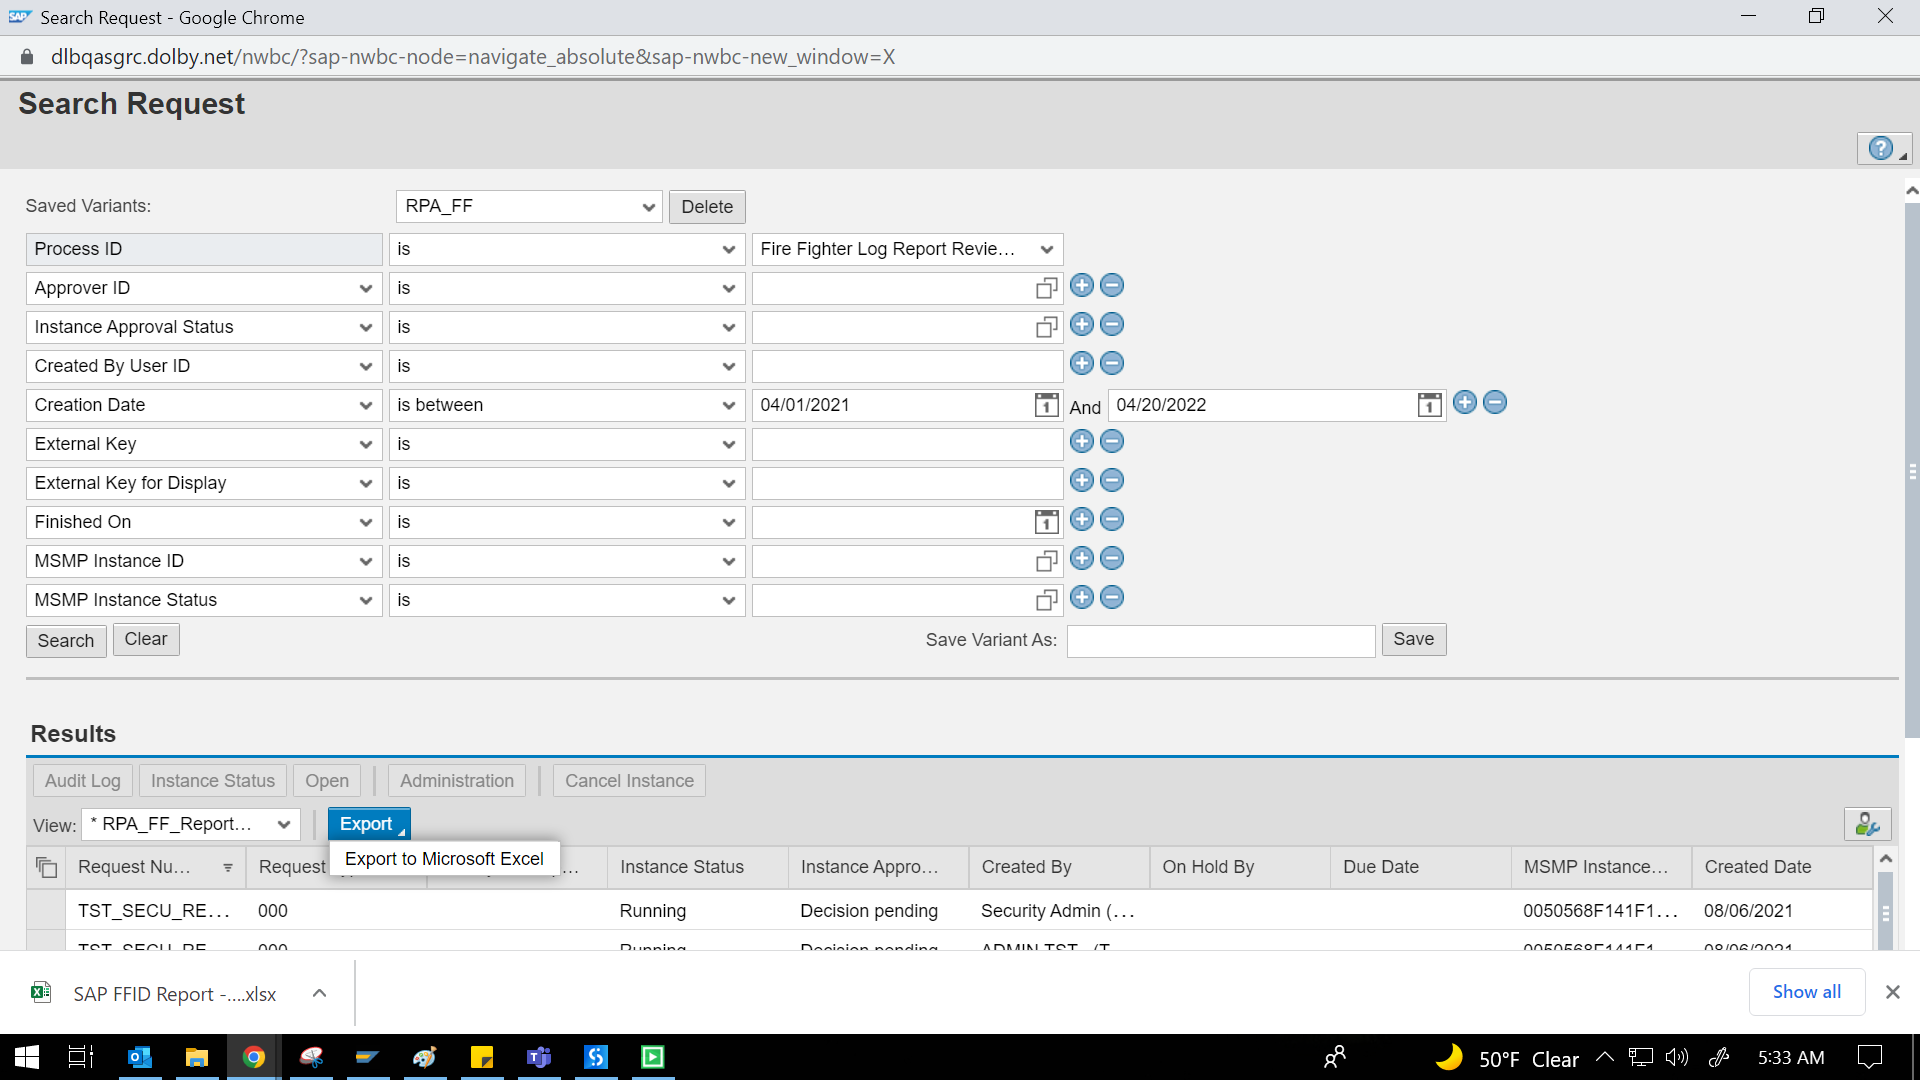 Search Request - Google Chrome
dlbqasgrc.dolby.net/nwbc/?sap-nwbc-node=navigate_absolute&sap-nwbc-new_window=X
Search Request
Saved Variants: RPA_FF Delete
Process ID is Fire Fighter Log Report Revie...
Approver ID is
Instance Approval Status is
Created By User ID is
Creation Date is between 04/01/2021 And 04/20/2022
External Key is
External Key for Display is
Finished On is
MSMP Instance ID is
MSMP Instance Status is
Search Clear Save Variant As: Save
Results
Audit Log Instance Status Open Administration Cancel Instance
View: * RPA_FF_Report... Export
Export to Microsoft Excel
Request Nu... Request ... Instance Status Instance Appro... Created By On Hold By Due Date MSMP Instance... Created Date
TST_SECU_RE... 000 Running Decision pending Security Admin (... 0050568F141F1... 08/06/2021
TST_SECU_RE... 000 Running Decision pending ADMIN TST (T... 0050568F141F1... 08/06/2021
SAP FFID Report -....xlsx Show all
50°F Clear 5:33 AM